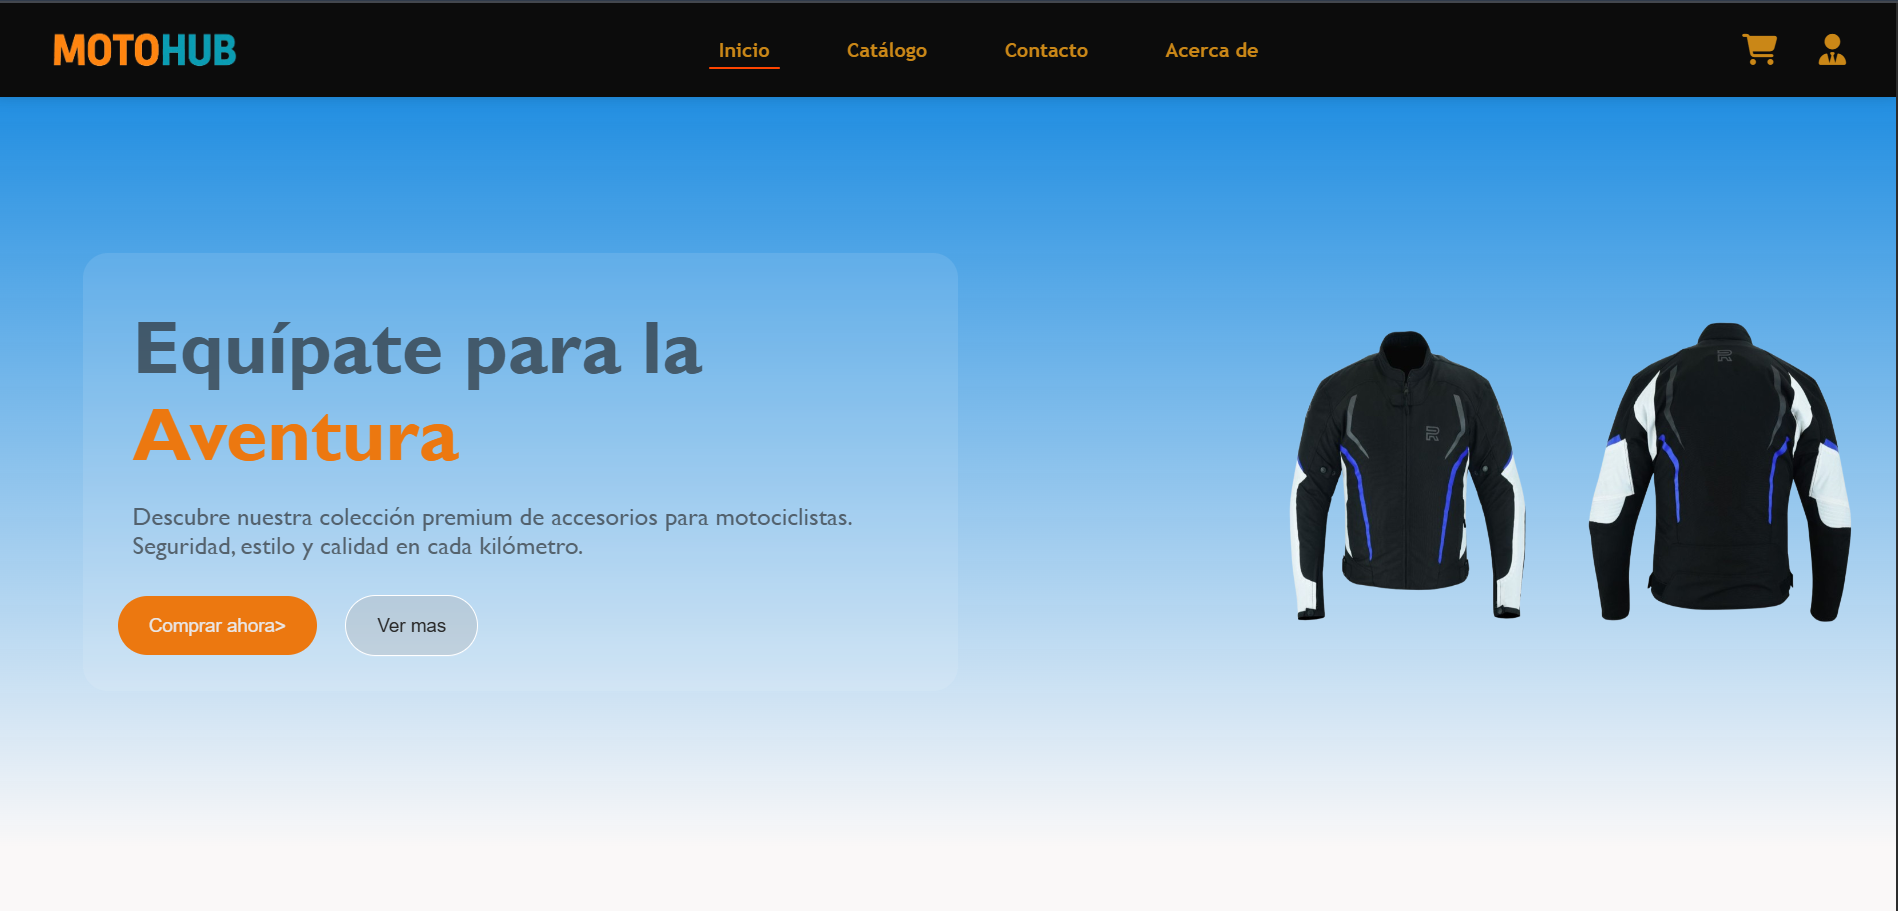 MOTOHUB
Inicio
Catálogo
Contacto
Acerca de
Equípate para la
Aventura
Descubre nuestra colección premium de accesorios para motociclistas.
Seguridad, estilo y calidad en cada kilómetro.
Comprar ahora>
Ver mas